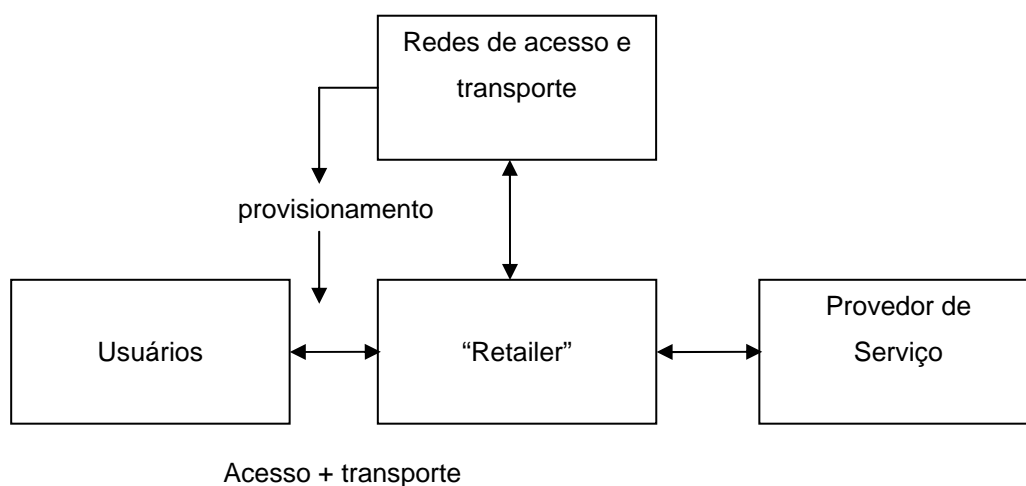 Redes de acesso e
transporte
provisionamento
Usuários
“Retailer”
Provedor de
Serviço
Acesso + transporte